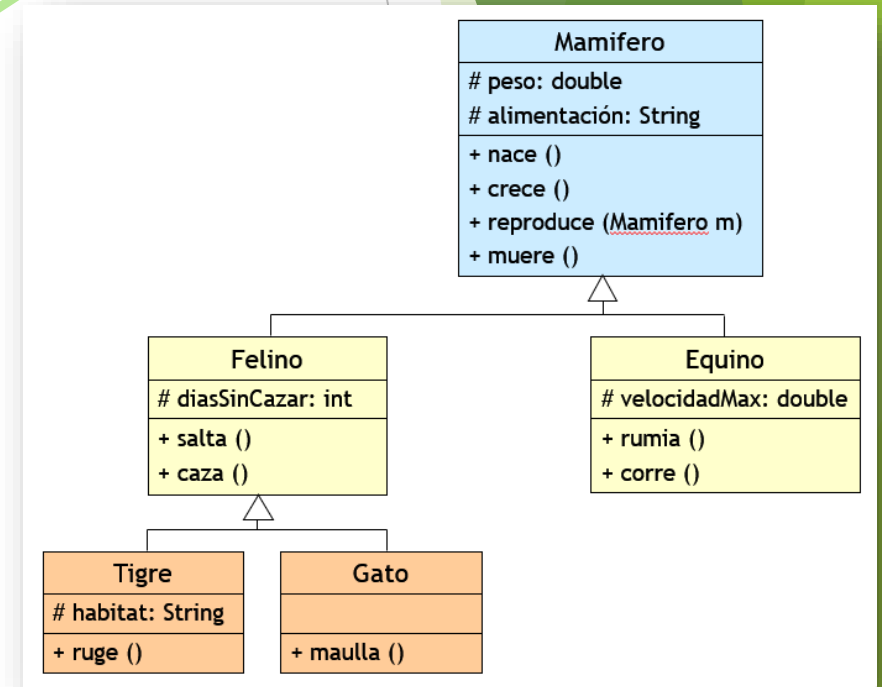 Mamifero
# peso: double
# alimentación: String
+ nace ()
+ crece ()
+ reproduce (Mamifero m)
+ muere ()
Felino
# diasSinCazar: int
+ salta ()
+ caza ()
Equino
# velocidadMax: double
+ rumia ()
+ corre ()
Tigre
# habitat: String
+ ruge ()
Gato
+ maulla ()